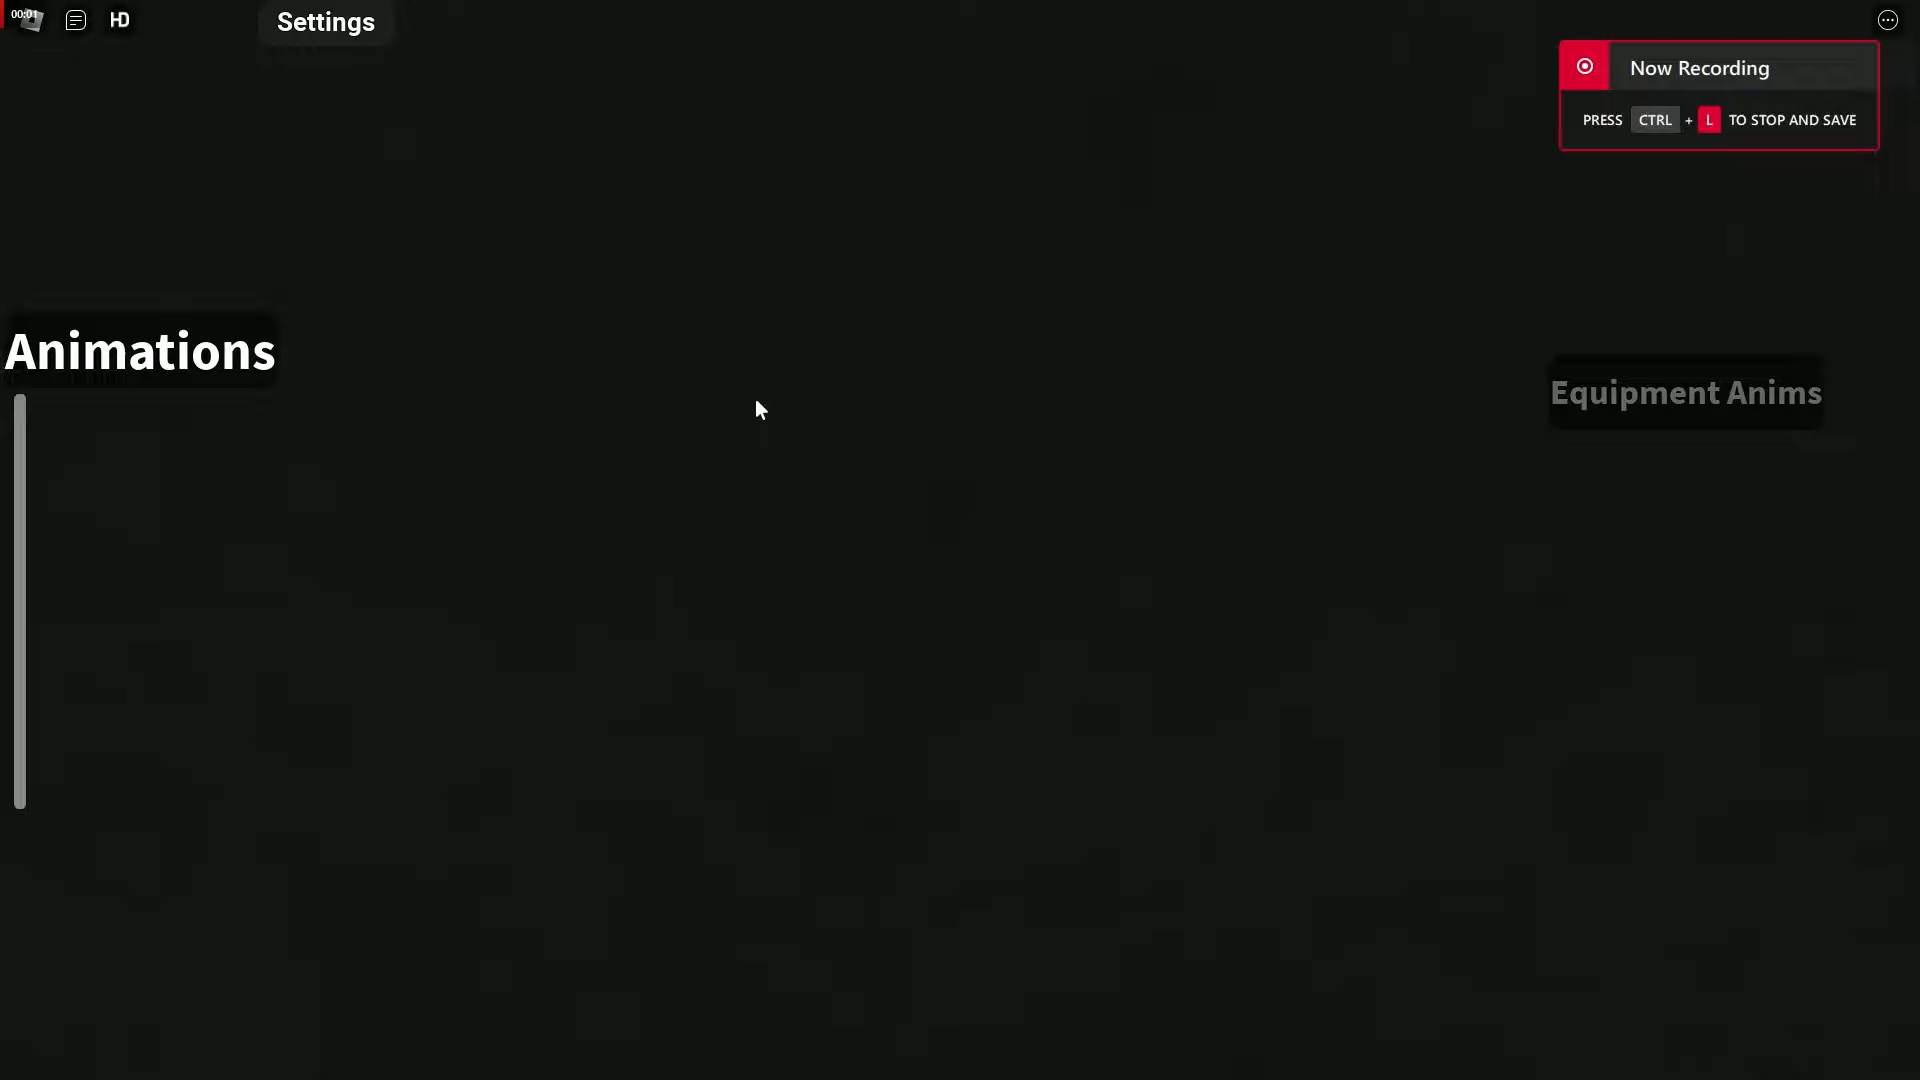 00:01
HD
Settings
Now Recording
PRESS CTRL + L TO STOP AND SAVE
Animations
Equipment Anims